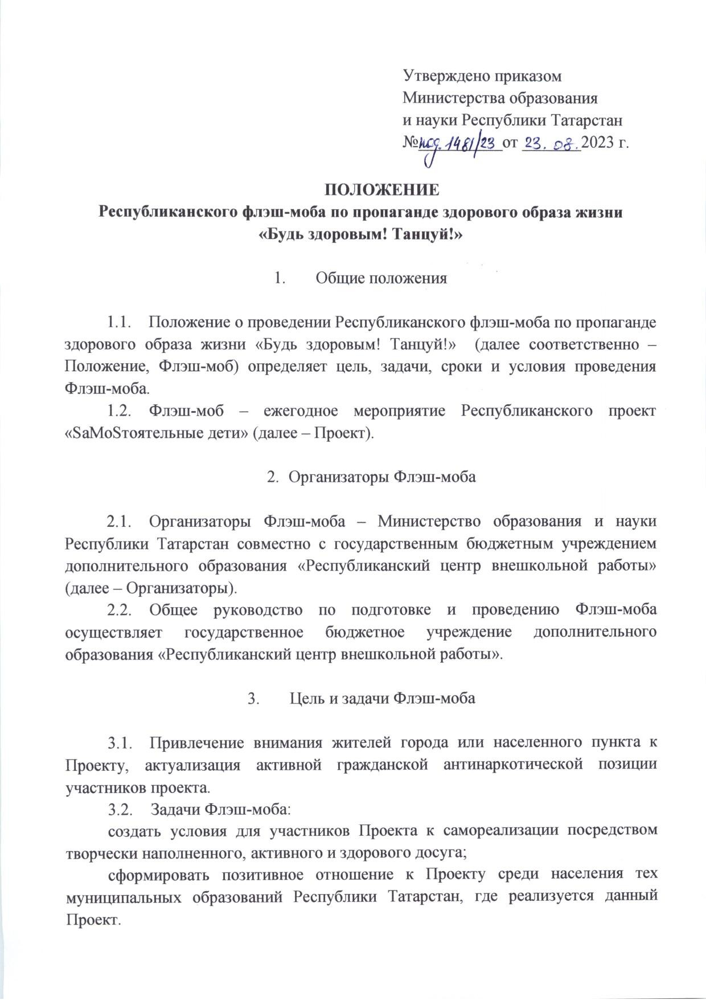 Утверждено приказом
Министерства образования
и науки Республики Татарстан
№под. 1481/23 от 23. 08.2023 г.
ПОЛОЖЕНИЕ
Республиканского флэш-моба по пропаганде здорового образа жизни
«Будь здоровым! Танцуй!»
1. Общие положения
1.1. Положение о проведении Республиканского флэш-моба по пропаганде
здорового образа жизни «Будь здоровым! Танцуй!» (далее соответственно –
Положение, Флэш-моб) определяет цель, задачи, сроки и условия проведения
Флэш-моба.
1.2. Флэш-моб – ежегодное мероприятие Республиканского проект
«SaMoSтоятельные дети» (далее – Проект).
2. Организаторы Флэш-моба
2.1. Организаторы Флэш-моба – Министерство образования и науки
Республики Татарстан совместно с государственным бюджетным учреждением
дополнительного образования «Республиканский центр внешкольной работы»
(далее – Организаторы).
2.2. Общее руководство по подготовке и проведению Флэш-моба
осуществляет государственное бюджетное учреждение дополнительного
образования «Республиканский центр внешкольной работы».
3. Цель и задачи Флэш-моба
3.1. Привлечение внимания жителей города или населенного пункта к
Проекту, актуализация активной гражданской антинаркотической позиции
участников проекта.
3.2. Задачи Флэш-моба:
создать условия для участников Проекта к самореализации посредством
творчески наполненного, активного и здорового досуга;
сформировать позитивное отношение к Проекту среди населения тех
муниципальных образований Республики Татарстан, где реализуется данный
Проект.